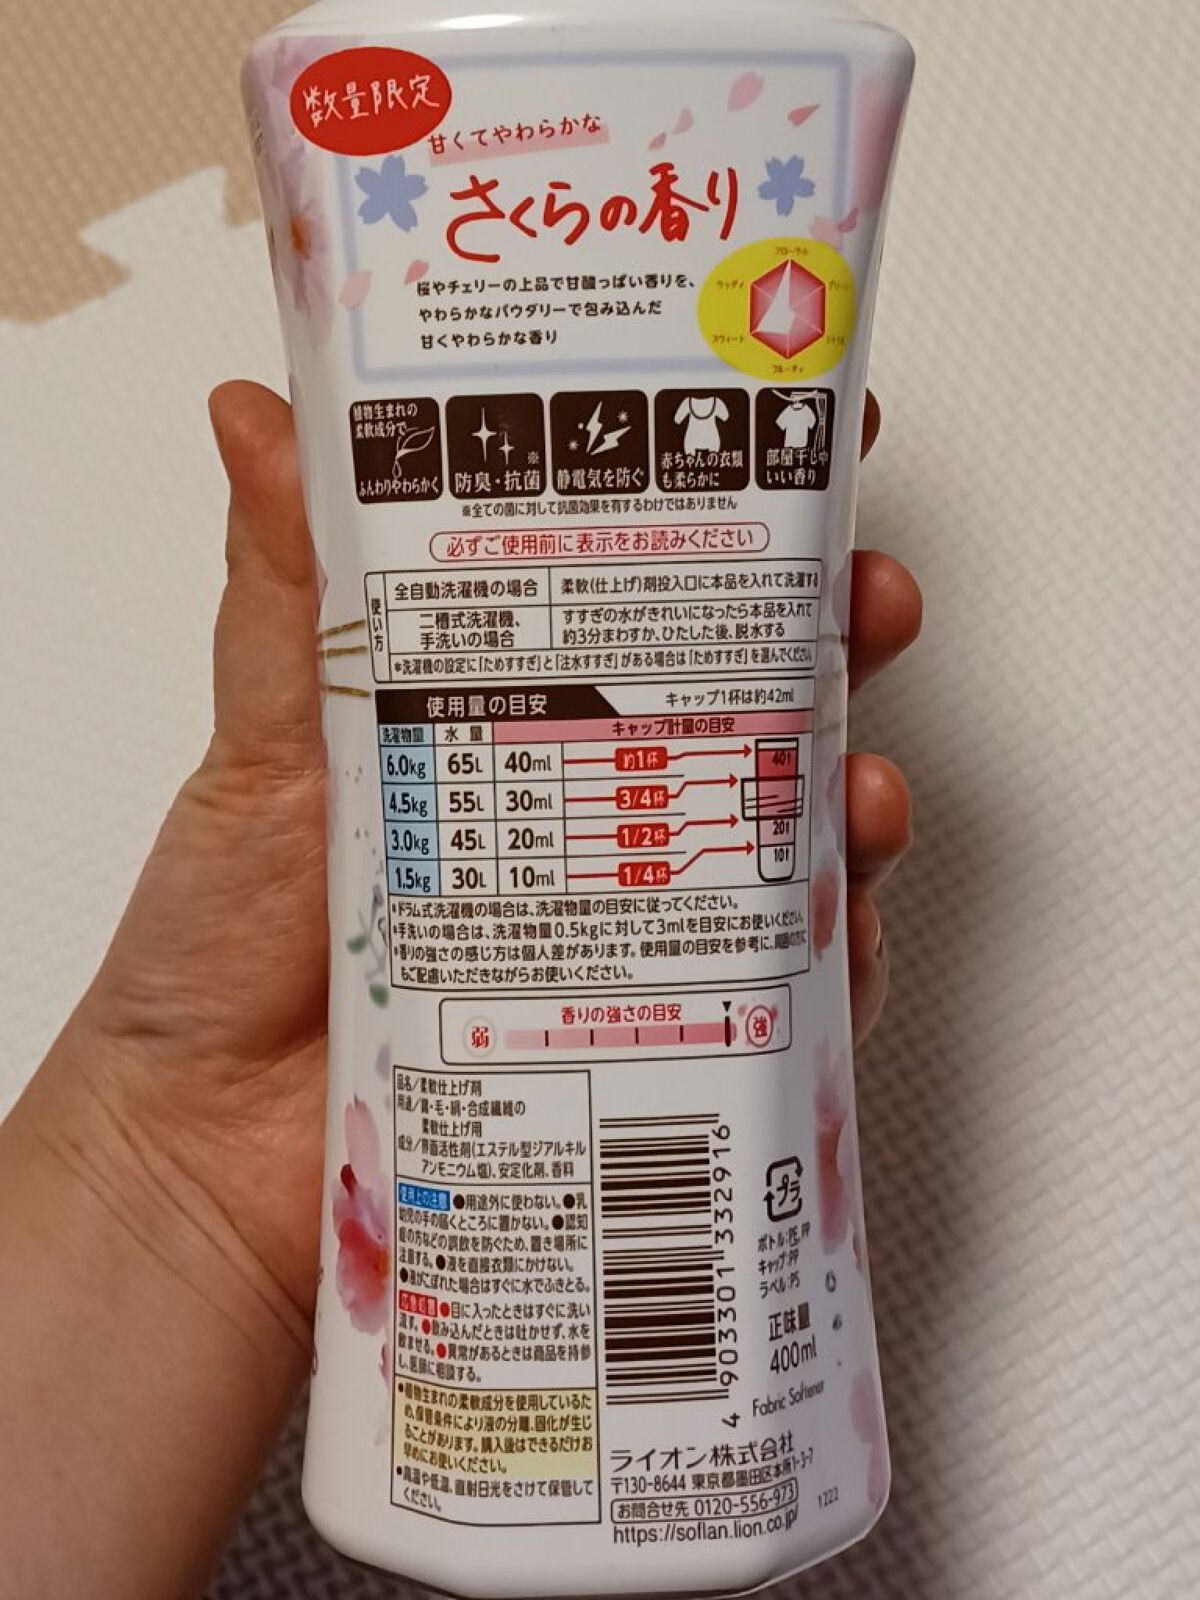 数量限定
甘くてやわらかな
さくらの香り
桜やチェリーの上品で甘酸っぱい香りを、
やわらかなパウダリーで包み込んだ
甘くやわらかな香り
フローラル
ウッディ
グリーン
スウィート
フルーティ
植物生まれの
柔軟成分で
ふんわりやわらかく
防臭・抗菌※
静電気を防ぐ
赤ちゃんの衣類
も柔らかに
部屋干し中
いい香り
※全ての菌に対して抗菌効果を有するわけではありません
必ずご使用前に表示をお読みください
使い方
全自動洗濯機の場合 柔軟(仕上げ)剤投入口に本品を入れて洗濯する
二槽式洗濯機、
手洗いの場合
すすぎの水がきれいになったら本品を入れて
約3分まわすか、ひたした後、脱水する
*洗濯機の設定に「ためすすぎ」と「注水すすぎ」がある場合は「ためすすぎ」を選んでください
使用量の目安 キャップ1杯は約42ml
洗濯物量 水量 キャップ計量の目安
6.0kg 65L 40ml 約1杯 40
4.5kg 55L 30ml 3/4杯
3.0kg 45L 20ml 1/2杯 20
1.5kg 30L 10ml 1/4杯 10
*ドラム式洗濯機の場合は、洗濯物量の目安に従ってください。
*手洗いの場合は、洗濯物量0.5kgに対して3mlを目安にお使いください。
*香りの強さの感じ方は個人差があります。使用量の目安を参考に、周囲の方に
もご配慮いただきながらお使いください。
香りの強さの目安
弱 強
品名/柔軟仕上げ剤
用途/綿・毛・絹・合成繊維の
柔軟仕上げ用
成分/界面活性剤(エステル型ジアルキル
アンモニウム塩)、安定化剤、香料
使用上の注意 ●用途外に使わない。●乳
幼児の手の届くところに置かない。●認知
症の方などの誤飲を防ぐため、置き場所に
注意する。●液を直接衣類にかけない。
●液がこぼれた場合はすぐに水でふきとる。
応急処置 ●目に入ったときはすぐに洗い
流す。●飲み込んだときは吐かせず、水を
飲ませる。●異常があるときは商品を持参
し、医師に相談する。
•植物生まれの柔軟成分を使用しているた
め、保管条件により液の分離、固化が生じ
ることがあります。購入後はできるだけお
早めにお使いください。
•高温や低温、直射日光をさけて保管して
ください。
4 903301 332916
プラ
ボトル:PE, PP
キャップ:PP
ラベル:PS
正味量
400ml
Fabric Softener
ライオン株式会社
〒130-8644 東京都墨田区本所1-3-7
お問合せ先 0120-556-973
https://soflan.lion.co.jp/
1222